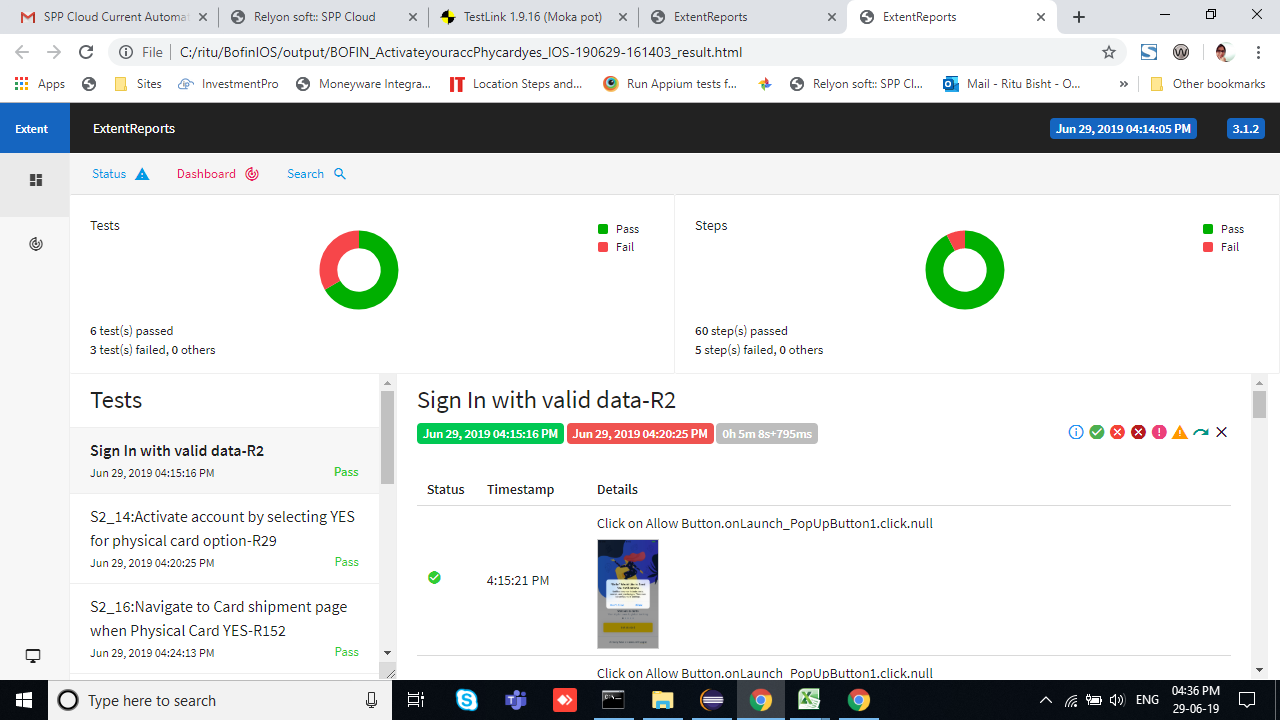 SPP Cloud Current Automat
Relyon soft:: SPP Cloud
TestLink 1.9.16 (Moka pot)
ExtentReports
ExtentReports
File
C:/ritu/BofinIOS/output/BOFIN_ActivateyouraccPhycardyes_IOS-190629-161403_result.html
Apps
Sites
InvestmentPro
Moneyware Integra...
IT
Location Steps and...
Run Appium tests f...
Relyon soft:: SPP Cl...
Mail - Ritu Bisht - O...
»
Other bookmarks
Extent
ExtentReports
Jun 29, 2019 04:14:05 PM
3.1.2
Status
Dashboard
Search
Tests
Pass
Fail
6 test(s) passed
3 test(s) failed, 0 others
Steps
Pass
Fail
60 step(s) passed
5 step(s) failed, 0 others
Tests
Sign In with valid data-R2
Jun 29, 2019 04:15:16 PM
Pass
S2_14:Activate account by selecting YES
for physical card option-R29
Jun 29, 2019 04:20:25 PM
Pass
S2_16:Navigate to Card shipment page
when Physical Card YES-R152
Jun 29, 2019 04:24:13 PM
Pass
Sign In with valid data-R2
Jun 29, 2019 04:15:16 PM
Jun 29, 2019 04:20:25 PM
0h 5m 8s+795ms
Status
Timestamp
Details
Click on Allow Button.onLaunch_PopUpButton1.click.null
4:15:21 PM
Click on Allow Button.onLaunch_PopUpButton1.click.null
Type here to search
ENG
04:36 PM
29-06-19